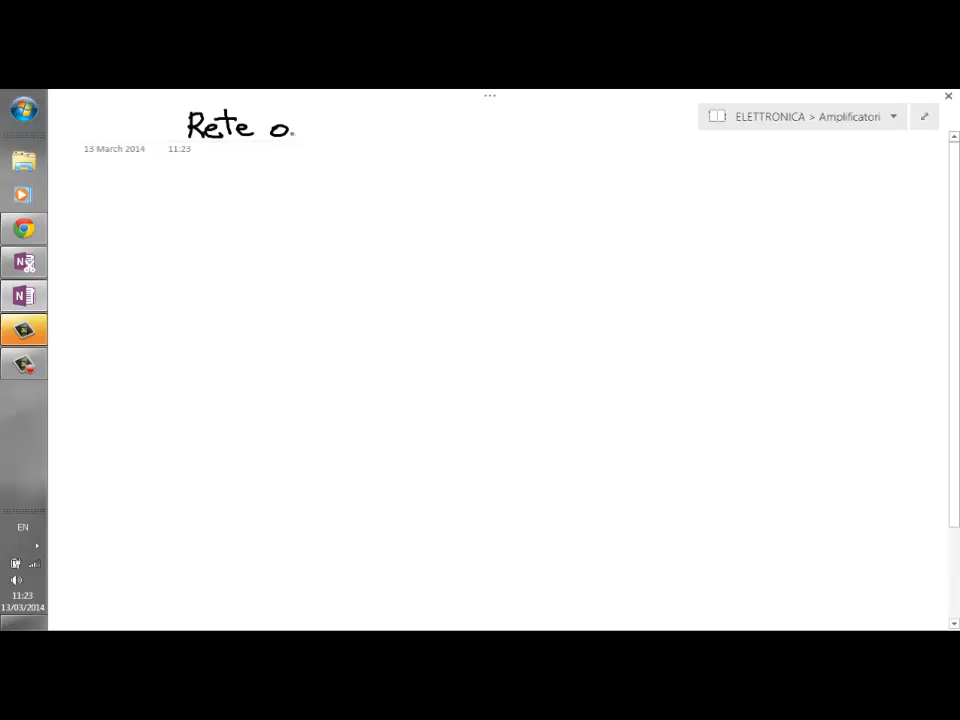 Rete o
ELETTRONICA > Amplificatori
13 March 2014 11:23
EN
11:23
13/03/2014